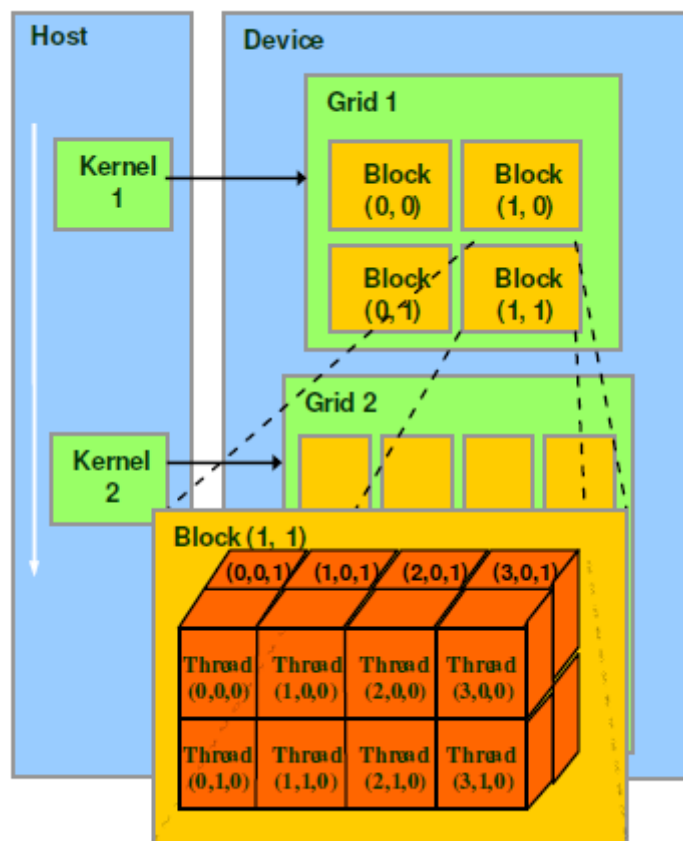 Host
Device
Grid 1
Kernel
1
Block
(0, 0)
Block
(1, 0)
Block
(0, 1)
Block
(1, 1)
Grid 2
Kernel
2
Block (1, 1)
(0,0,1)
(1,0,1)
(2,0,1)
(3,0,1)
Thread
(0,0,0)
Thread
(1,0,0)
Thread
(2,0,0)
Thread
(3,0,0)
Thread
(0,1,0)
Thread
(1,1,0)
Thread
(2,1,0)
Thread
(3,1,0)